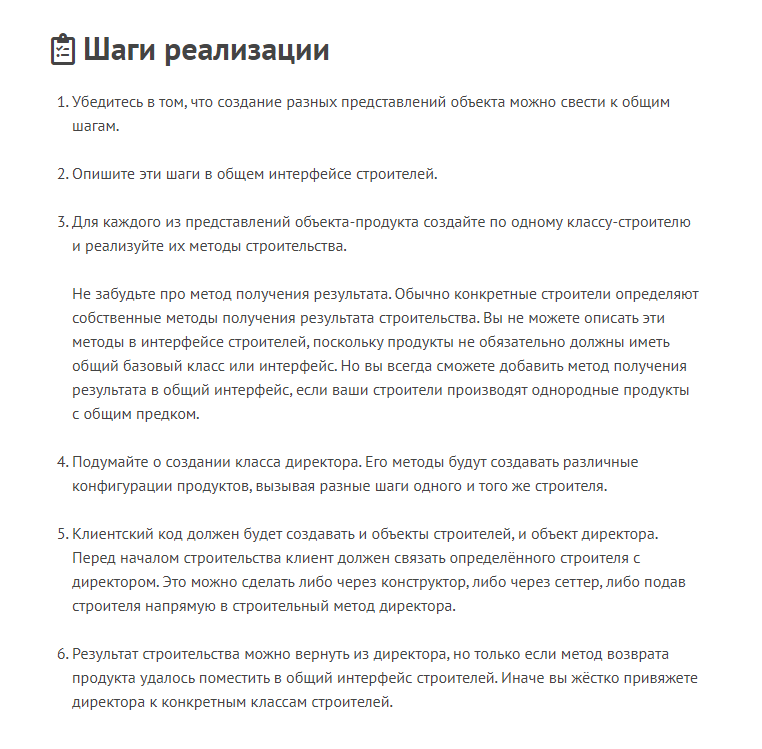 Шаги реализации
1. Убедитесь в том, что создание разных представлений объекта можно свести к общим
шагам.
2. Опишите эти шаги в общем интерфейсе строителей.
3. Для каждого из представлений объекта-продукта создайте по одному классу-строителю
и реализуйте их методы строительства.
Не забудьте про метод получения результата. Обычно конкретные строители определяют
собственные методы получения результата строительства. Вы не можете описать эти
методы в интерфейсе строителей, поскольку продукты не обязательно должны иметь
общий базовый класс или интерфейс. Но вы всегда сможете добавить метод получения
результата в общий интерфейс, если ваши строители производят однородные продукты
с общим предком.
4. Подумайте о создании класса директора. Его методы будут создавать различные
конфигурации продуктов, вызывая разные шаги одного и того же строителя.
5. Клиентский код должен будет создавать и объекты строителей, и объект директора.
Перед началом строительства клиент должен связать определённого строителя с
директором. Это можно сделать либо через конструктор, либо через сеттер, либо подав
строителя напрямую в строительный метод директора.
6. Результат строительства можно вернуть из директора, но только если метод возврата
продукта удалось поместить в общий интерфейс строителей. Иначе вы жёстко привяжете
директора к конкретным классам строителей.